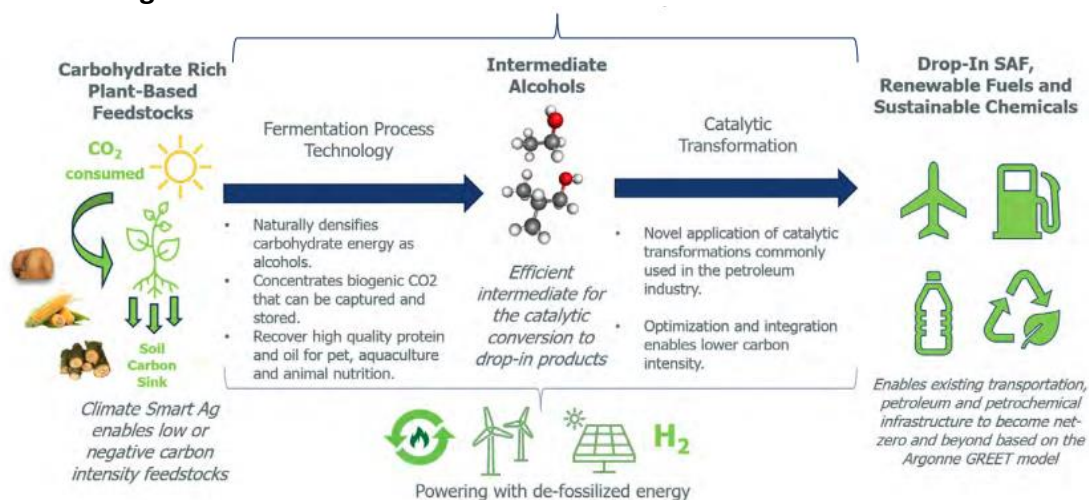 Carbohydrate Rich
Plant-Based
Feedstocks
CO2
consumed
Soil
Carbon
Sink
Climate Smart Ag
enables low or
negative carbon
intensity feedstocks
Fermentation Process
Technology
• Naturally densifies
carbohydrate energy as
alcohols.
• Concentrates biogenic CO2
that can be captured and
stored.
• Recover high quality protein
and oil for pet, aquaculture
and animal nutrition.
Intermediate
Alcohols
Efficient
intermediate for
the catalytic
conversion to
drop-in products
Catalytic
Transformation
• Novel application of catalytic
transformations commonly
used in the petroleum
industry.
• Optimization and integration
enables lower carbon
intensity.
Drop-In SAF,
Renewable Fuels and
Sustainable Chemicals
Enables existing transportation,
petroleum and petrochemical
infrastructure to become net-
zero and beyond based on the
Argonne GREET model
H2
Powering with de-fossilized energy